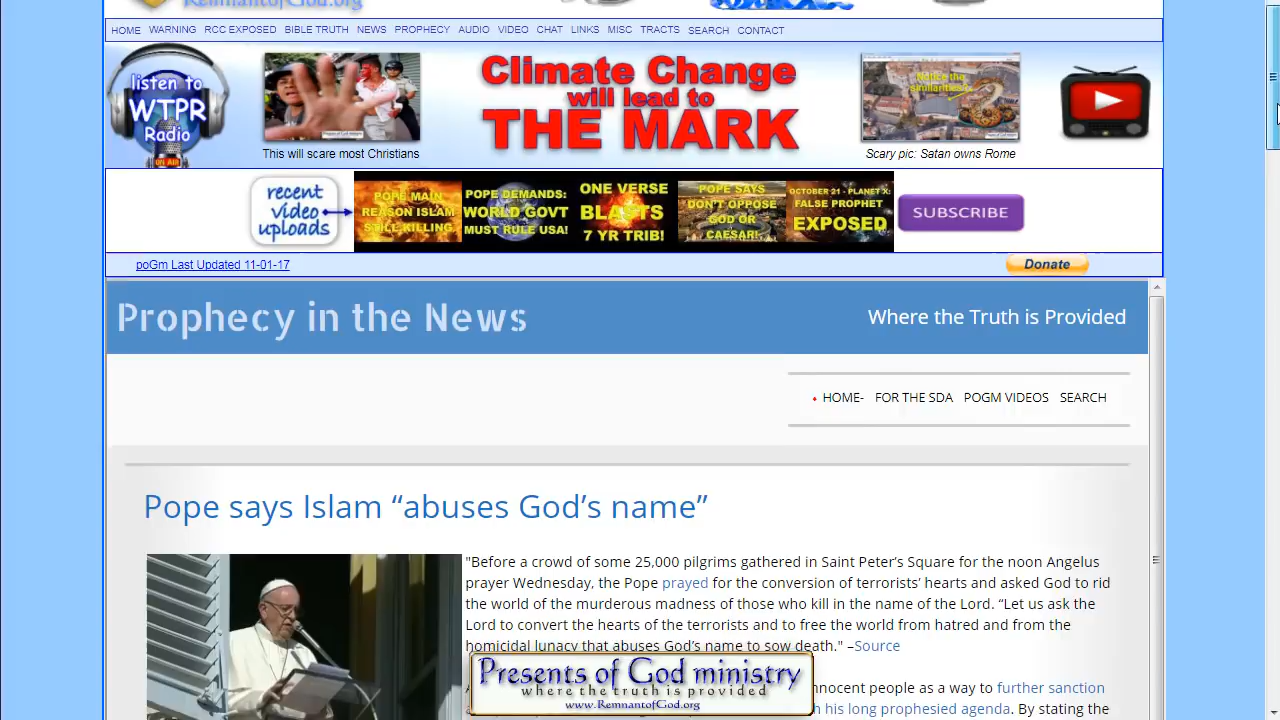 RemnantofGod.org
HOME WARNING RCC EXPOSED BIBLE TRUTH NEWS PROPHECY AUDIO VIDEO CHAT LINKS MISC TRACTS SEARCH CONTACT
listen to
WTPR
Radio
ON AIR
This will scare most Christians
Climate Change
will lead to
THE MARK
Notice the
similarities
Scary pic: Satan owns Rome
recent
video
uploads
POPE MAIN
REASON ISLAM
STILL KILLING
POPE DEMANDS:
WORLD GOVT
MUST RULE USA!
ONE VERSE
BLASTS
7 YR TRIB!
POPE SAYS
DON'T OPPOSE
GOD OR
CAESAR!
OCTOBER 21 - PLANET X:
FALSE PROPHET
EXPOSED
SUBSCRIBE
poGm Last Updated 11-01-17
Donate
Prophecy in the News
Where the Truth is Provided
HOME- FOR THE SDA POGM VIDEOS SEARCH
Pope says Islam “abuses God’s name”
"Before a crowd of some 25,000 pilgrims gathered in Saint Peter’s Square for the noon Angelus
prayer Wednesday, the Pope prayed for the conversion of terrorists’ hearts and asked God to rid
the world of the murderous madness of those who kill in the name of the Lord. “Let us ask the
Lord to convert the hearts of the terrorists and to free the world from hatred and from the
homicidal lunacy that abuses God’s name to sow death." –Source
innocent people as a way to further sanction
his long prophesied agenda. By stating the
Presents of God ministry
where the truth is provided
www.RemnantofGod.org